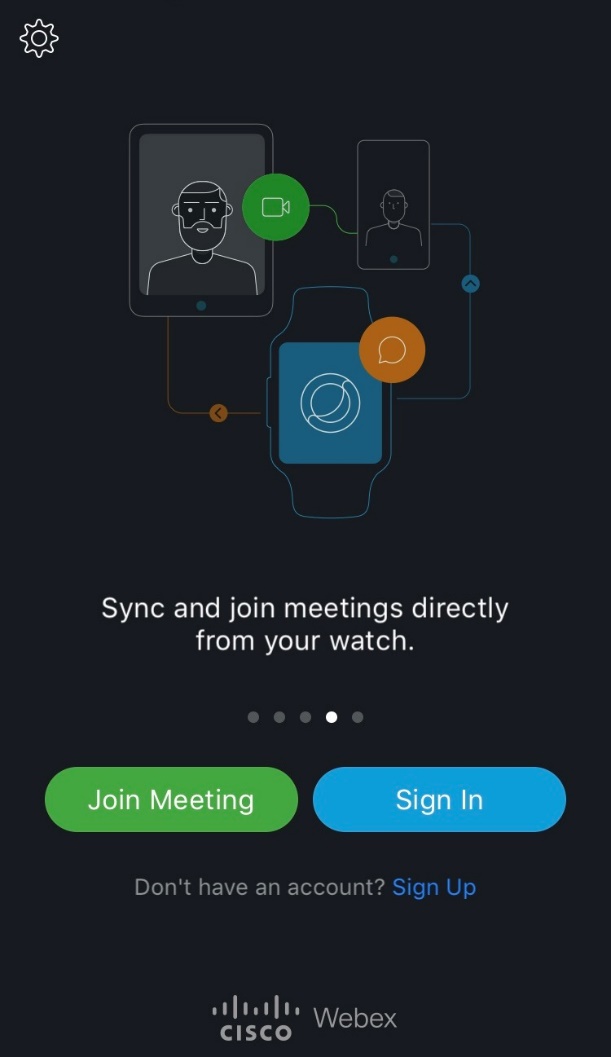 Sync and join meetings directly
from your watch.
Join Meeting
Sign In
Don't have an account? Sign Up
CISCO Webex